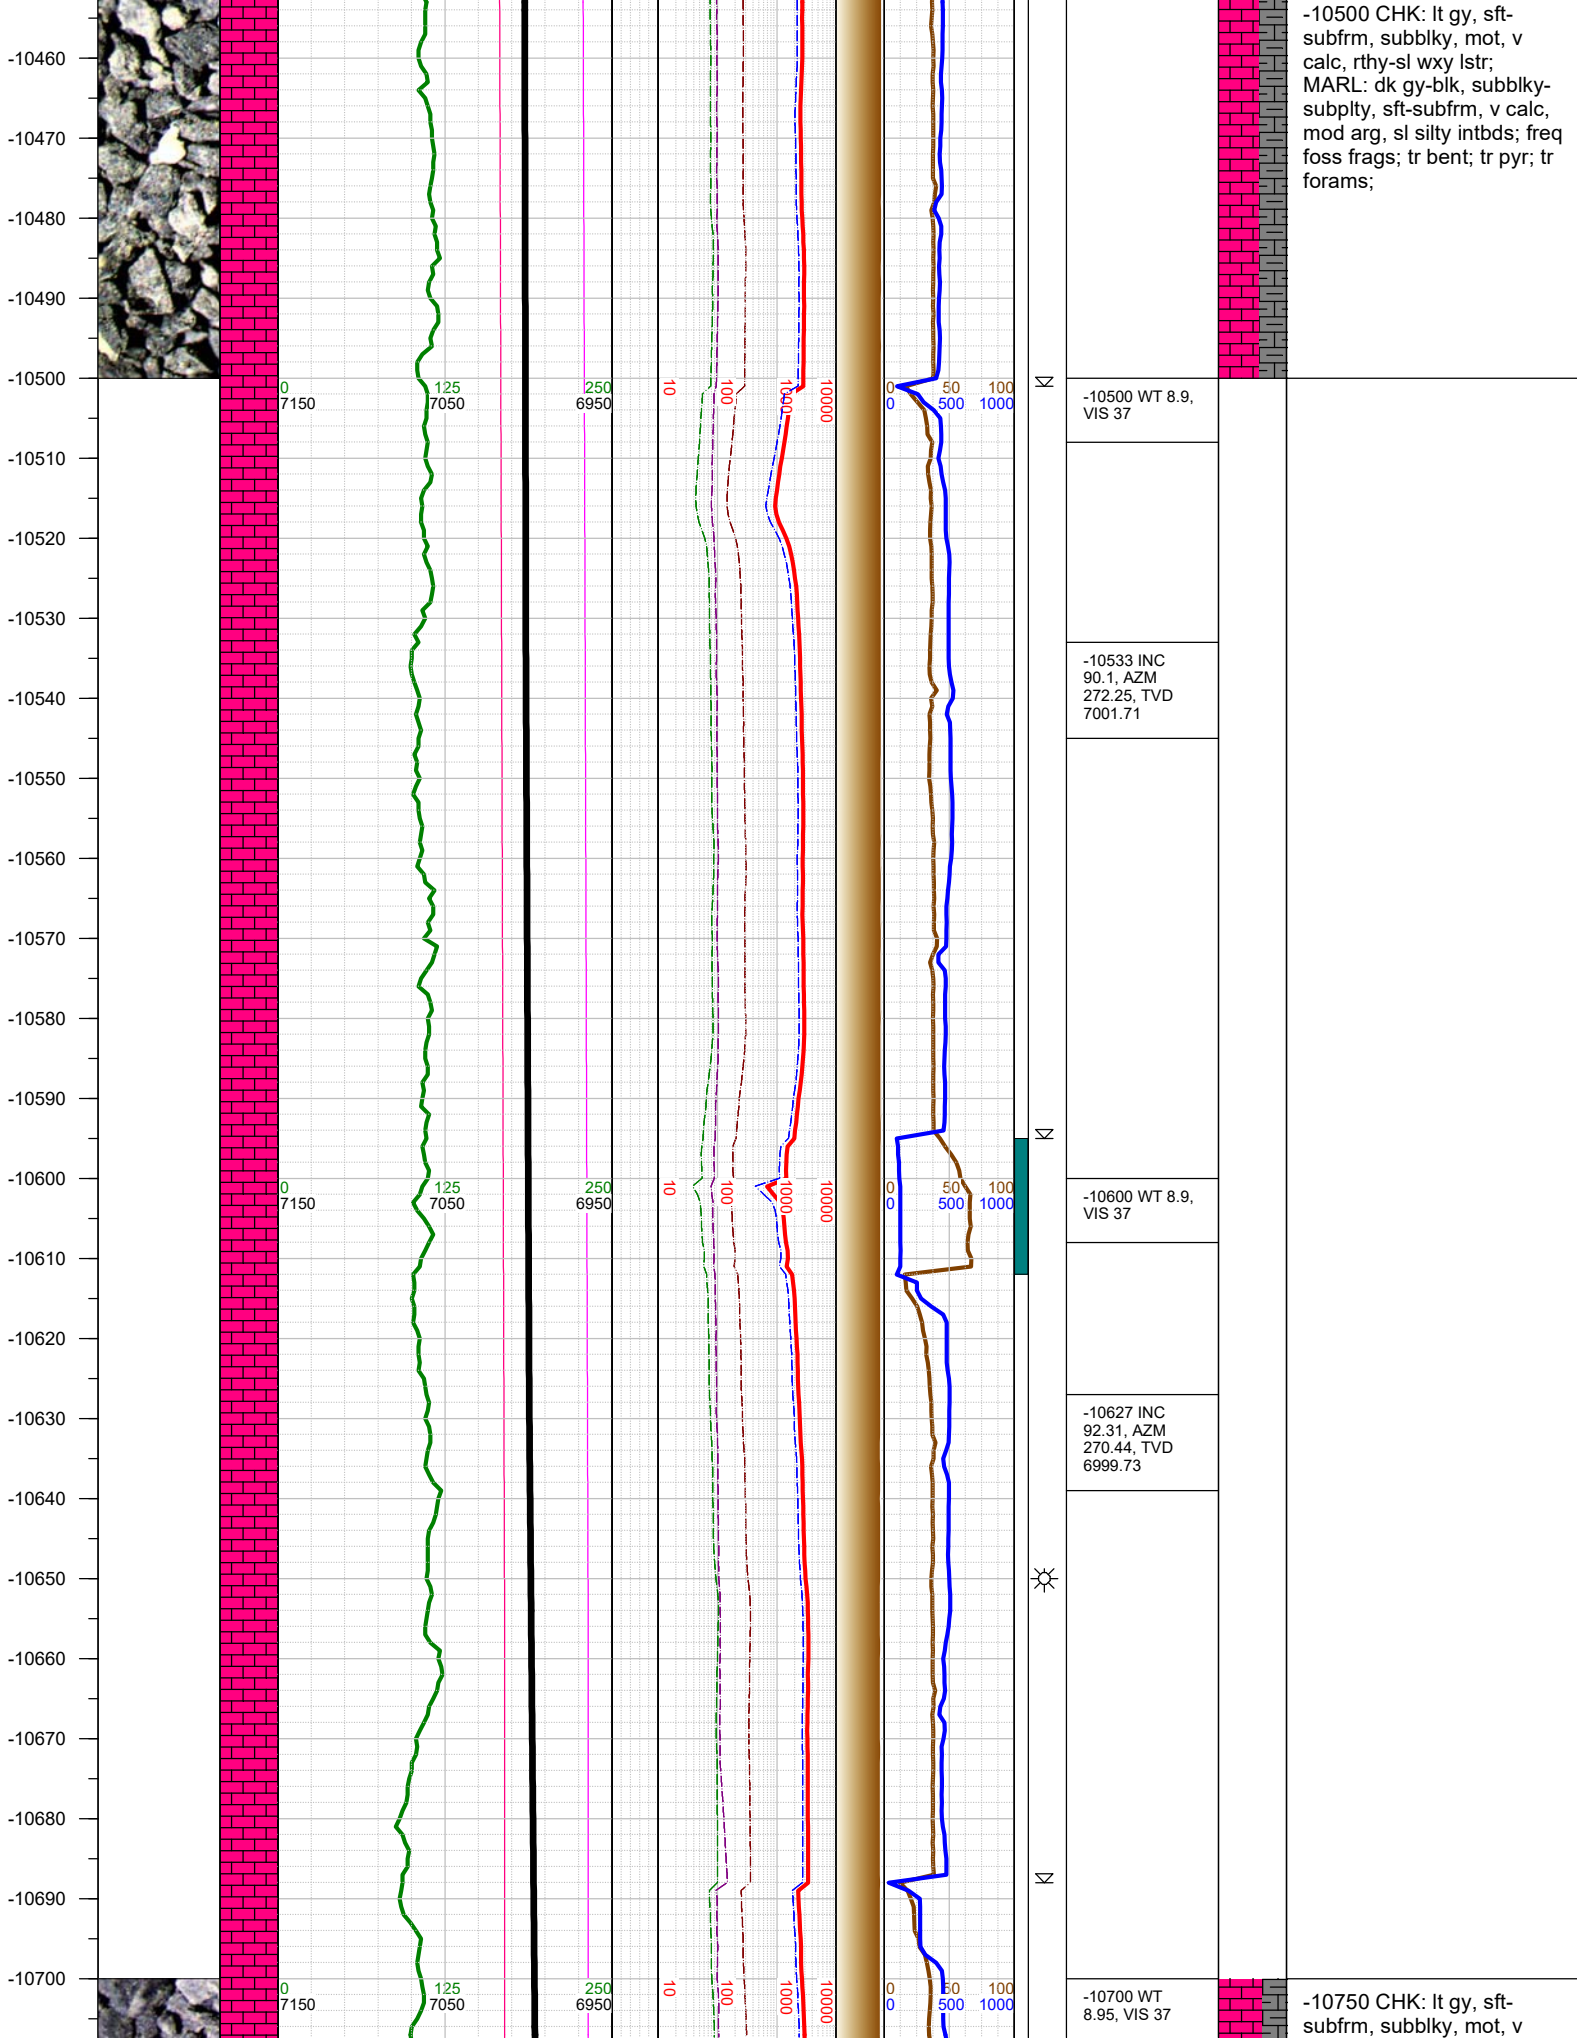 -10460
-10470
-10480
-10490
-10500
-10510
-10520
-10530
-10540
-10550
-10560
-10570
-10580
-10590
-10600
-10610
-10620
-10630
-10640
-10650
-10660
-10670
-10680
-10690
-10700
0 125 250
7150 7050 6950
10 100 1000 10000
0 50 100
0 500 1000
0 125 250
7150 7050 6950
10 100 1000 10000
0 50 100
0 500 1000
0 125 250
7150 7050 6950
10 100 1000 10000
0 50 100
0 500 1000
-10500 WT 8.9,
VIS 37
-10533 INC
90.1, AZM
272.25, TVD
7001.71
-10600 WT 8.9,
VIS 37
-10627 INC
92.31, AZM
270.44, TVD
6999.73
-10700 WT
8.95, VIS 37
-10500 CHK: lt gy, sft-
subfrm, subblky, mot, v
calc, rthy-sl wxy lstr;
MARL: dk gy-blk, subblky-
subplty, sft-subfrm, v calc,
mod arg, sl silty intbds; freq
foss frags; tr bent; tr pyr; tr
forams;
-10750 CHK: lt gy, sft-
subfrm, subblky, mot, v